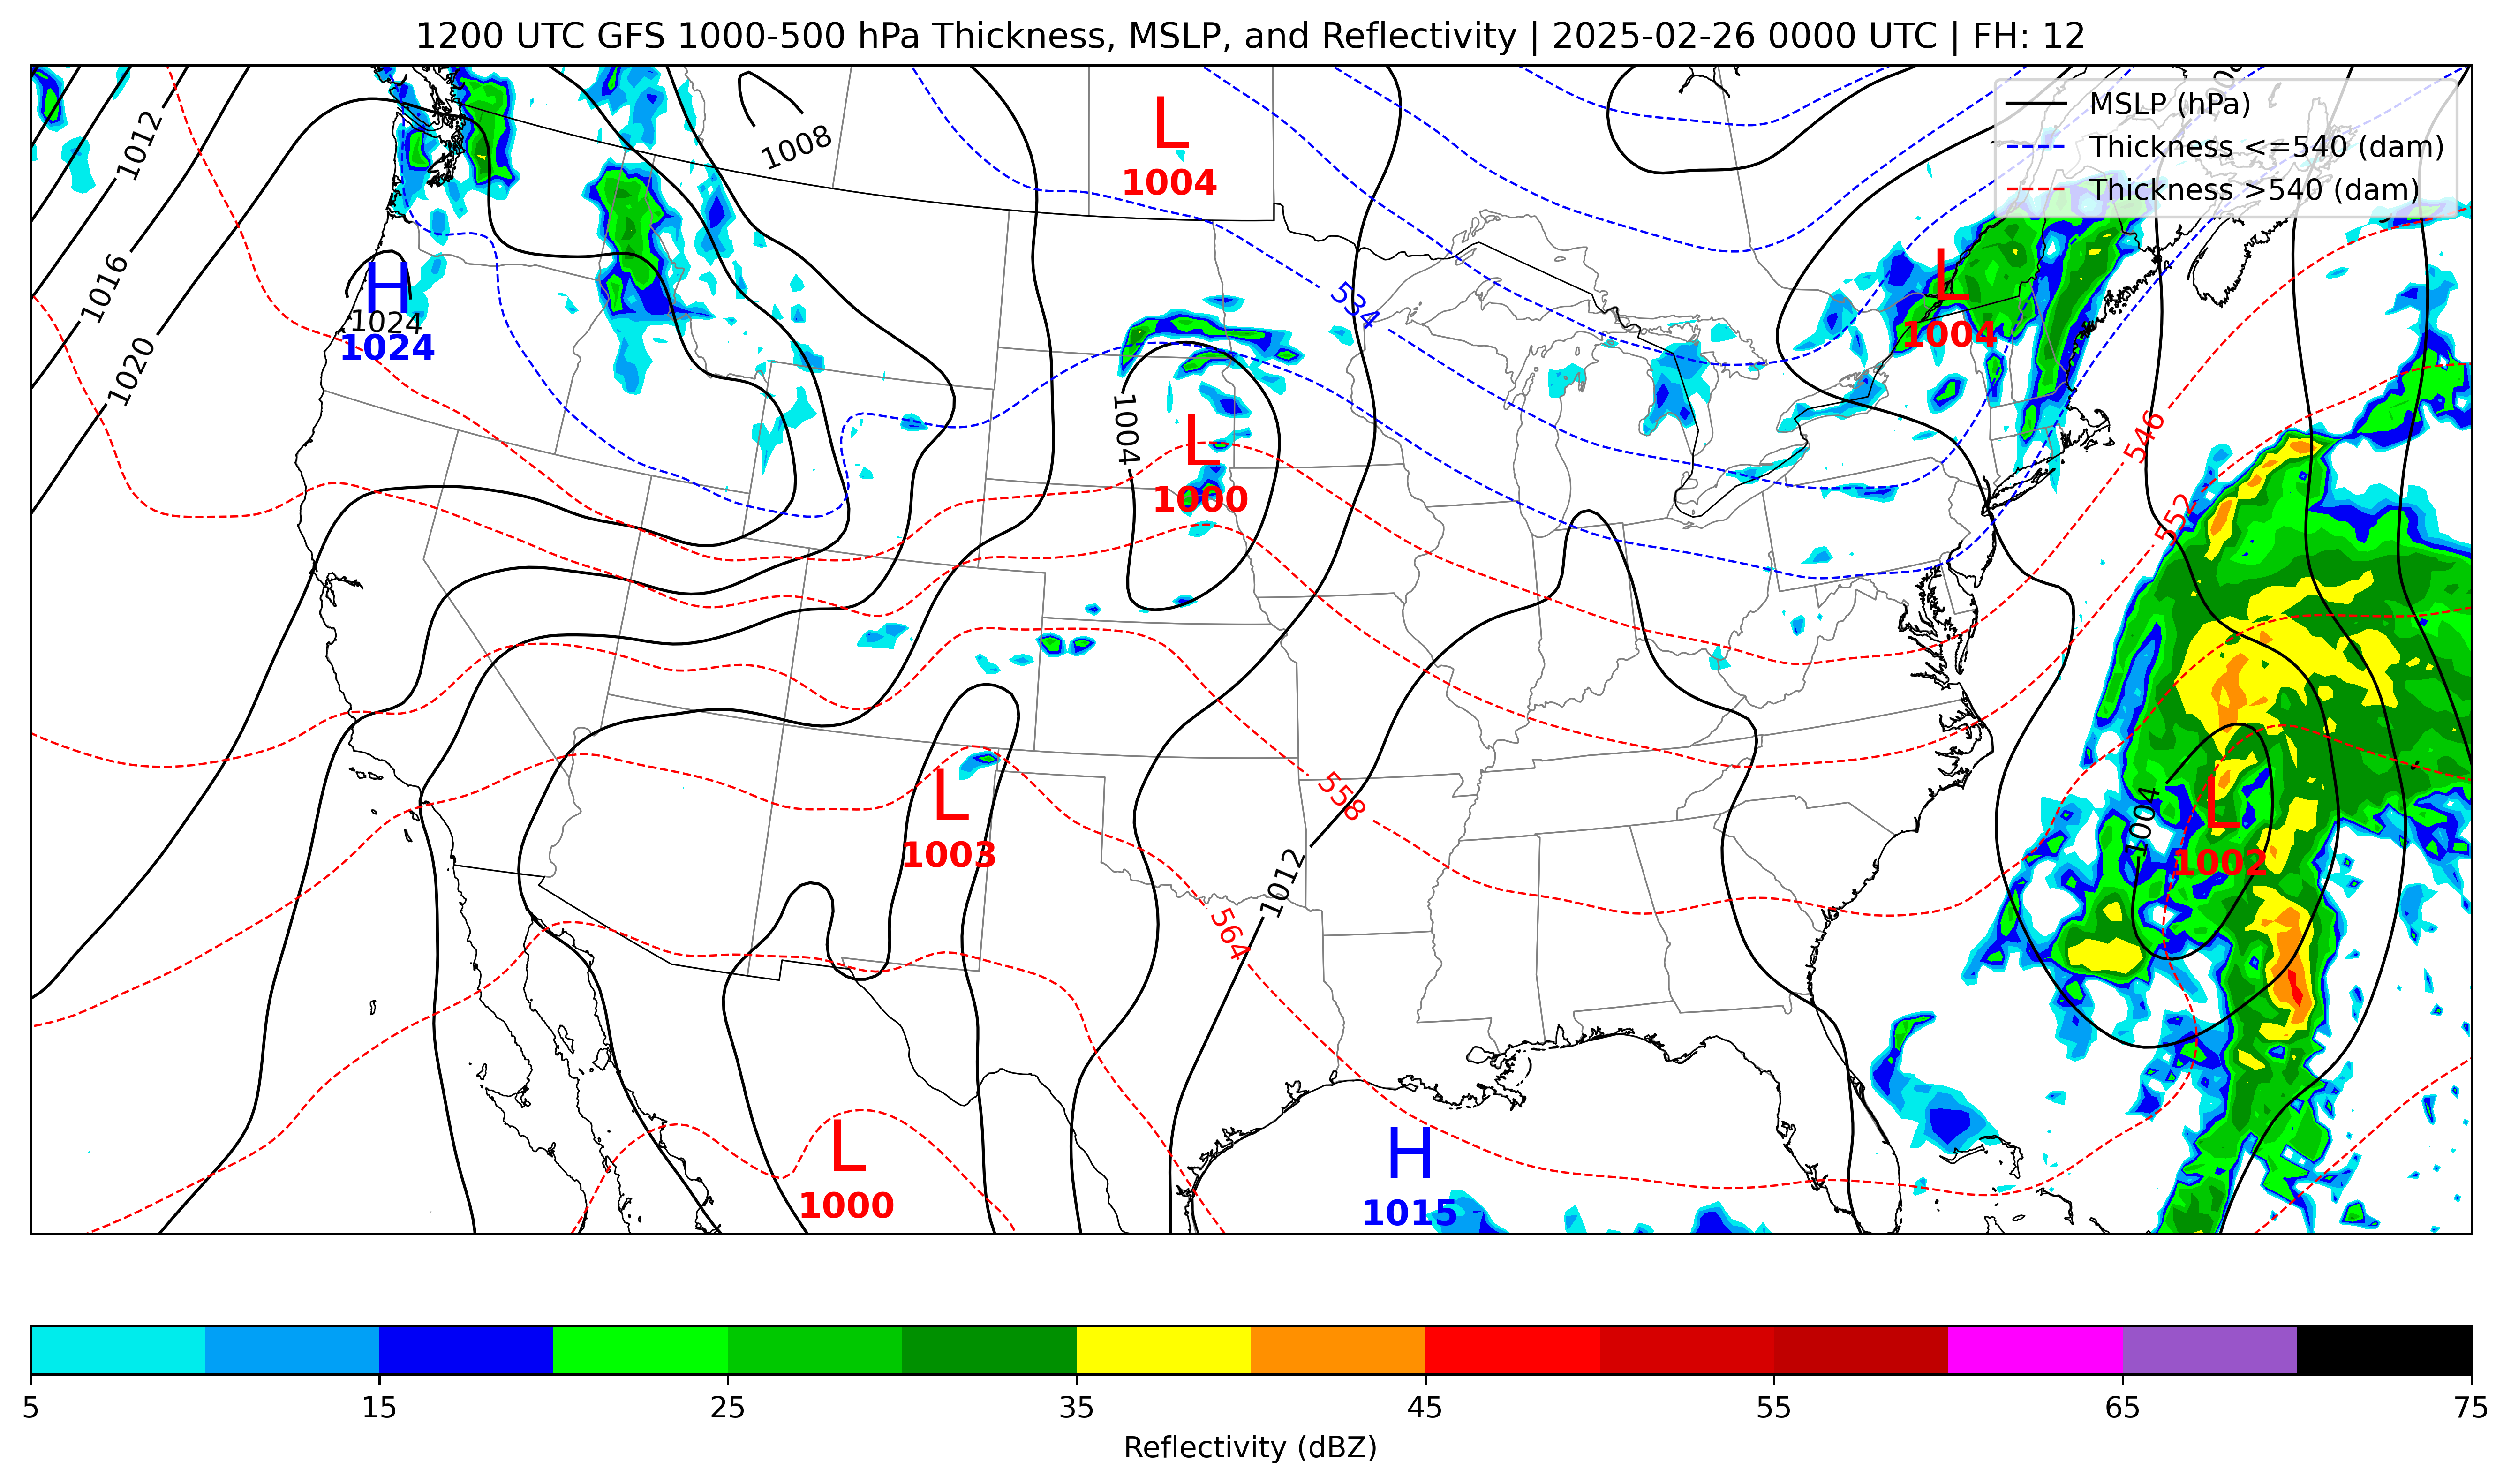 1200 UTC GFS 1000-500 hPa Thickness, MSLP, and Reflectivity | 2025-02-26 0000 UTC | FH: 12
MSLP (hPa)
Thickness <=540 (dam)
Thickness >540 (dam)
1012
1008
L
1004
1016
H
1024
1024
1020
534
L
1004
1004
L
1000
546
552
L
1003
558
1004
L
1002
1012
564
L
1000
H
1015
5
15
25
35
45
55
65
75
Reflectivity (dBZ)